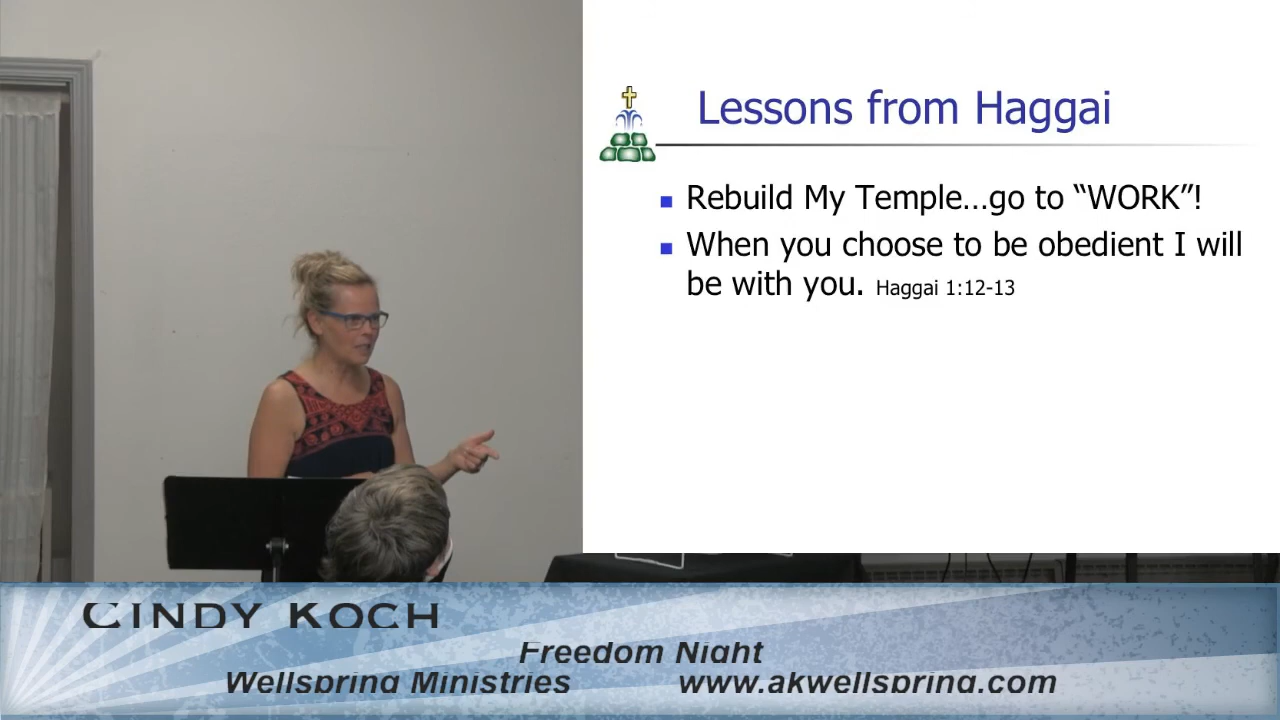 Lessons from Haggai
Rebuild My Temple...go to “WORK”!
When you choose to be obedient I will
be with you. Haggai 1:12-13
CINDY KOCH
Freedom Night
Wellspring Ministries www.akwellspring.com